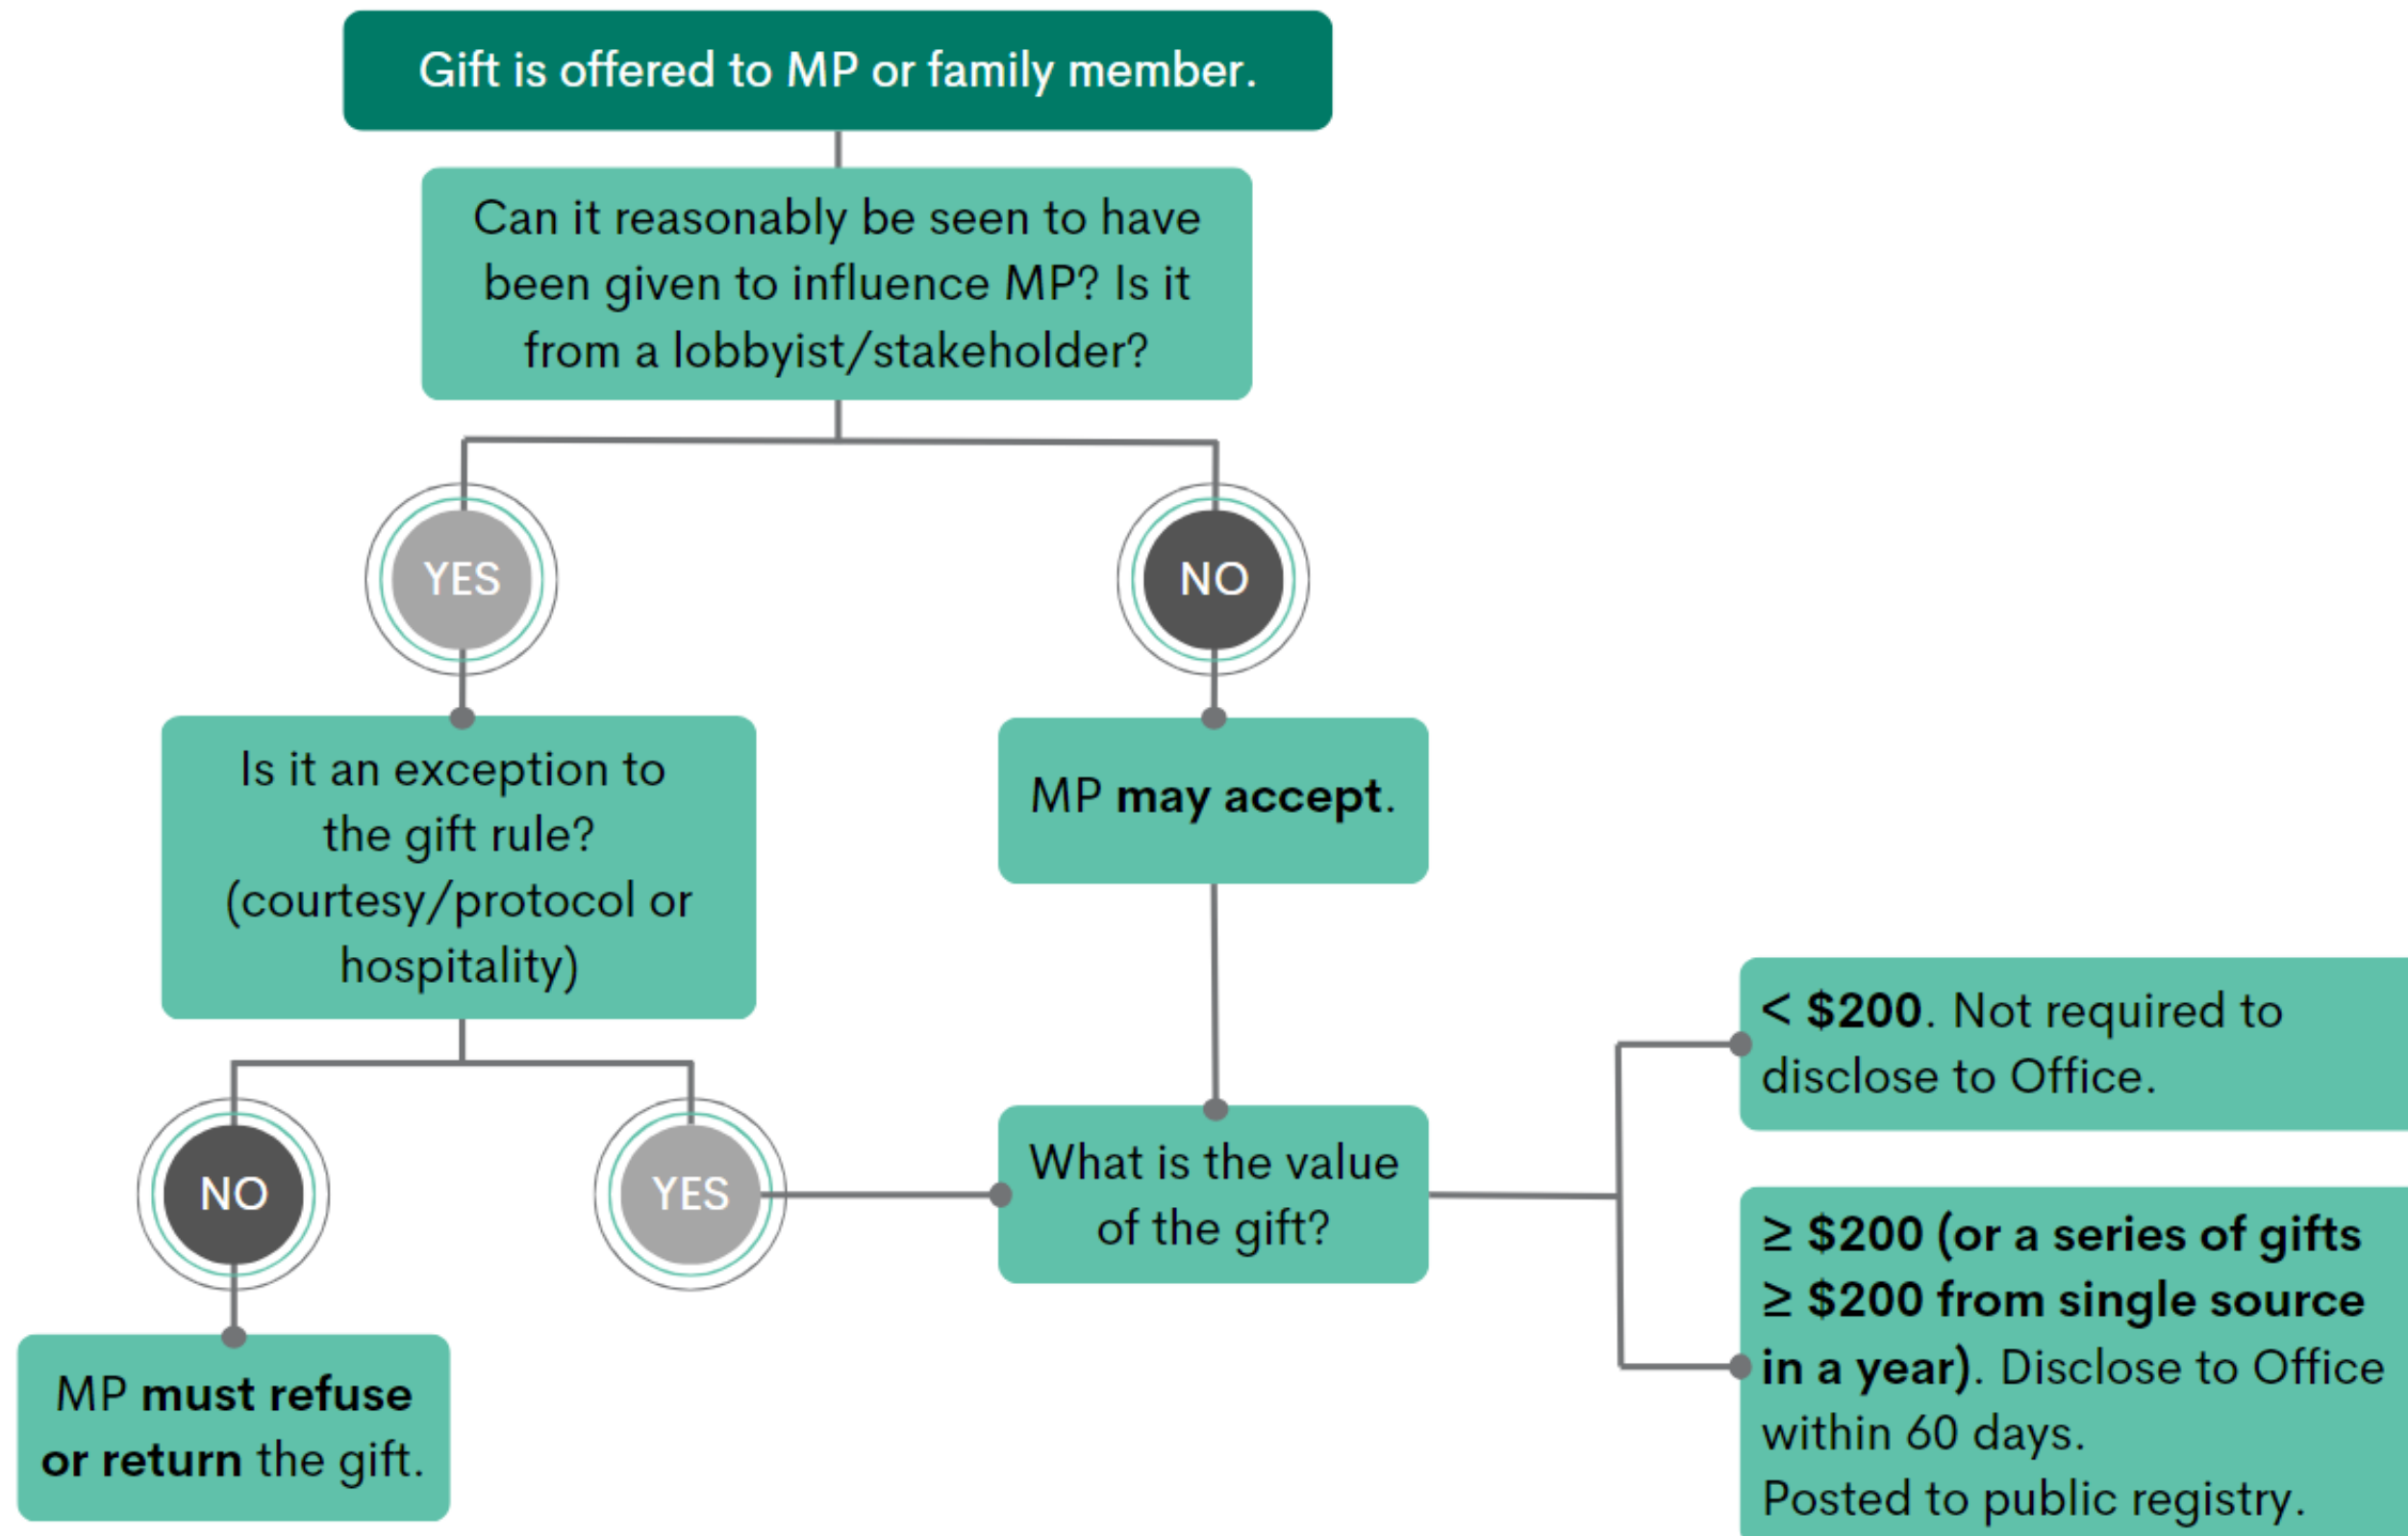 Gift is offered to MP or family member.
Can it reasonably be seen to have
been given to influence MP? Is it
from a lobbyist/stakeholder?
YES
NO
Is it an exception to
the gift rule?
(courtesy/protocol or
hospitality)
MP may accept.
NO
YES
What is the value
of the gift?
< $200. Not required to
disclose to Office.
≥ $200 (or a series of gifts
≥ $200 from single source
in a year). Disclose to Office
within 60 days.
Posted to public registry.
MP must refuse
or return the gift.